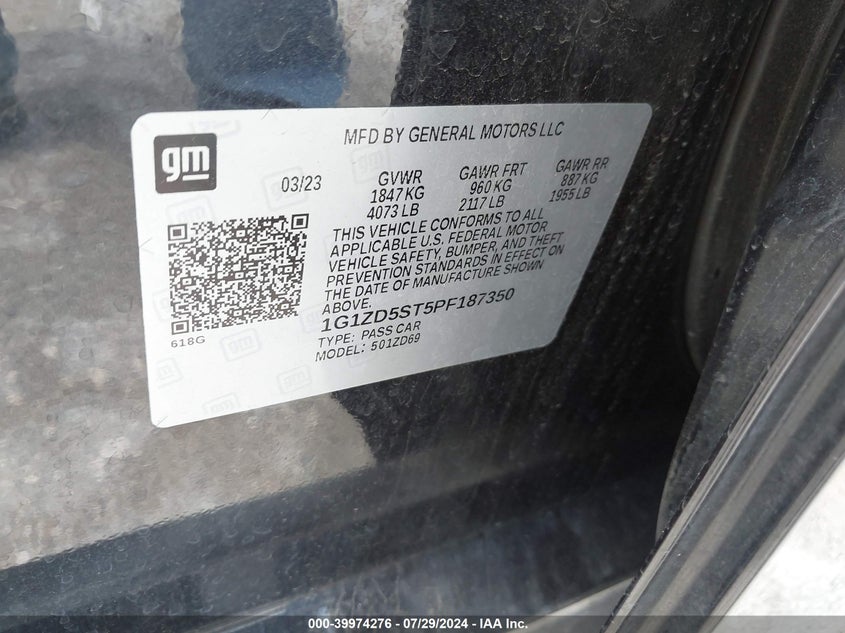 MFD BY GENERAL MOTORS LLC
gm
03/23
GVWR GAWR FRT GAWR RR
1847 KG 960 KG 887 KG
4073 LB 2117 LB 1955 LB
THIS VEHICLE CONFORMS TO ALL
APPLICABLE U.S. FEDERAL MOTOR
VEHICLE SAFETY, BUMPER, AND THEFT
PREVENTION STANDARDS IN EFFECT ON
THE DATE OF MANUFACTURE SHOWN
ABOVE.
1G1ZD5ST5PF187350
TYPE: PASS CAR
MODEL: 501ZD69
618G
000-39974276 - 07/29/2024 - IAA Inc.